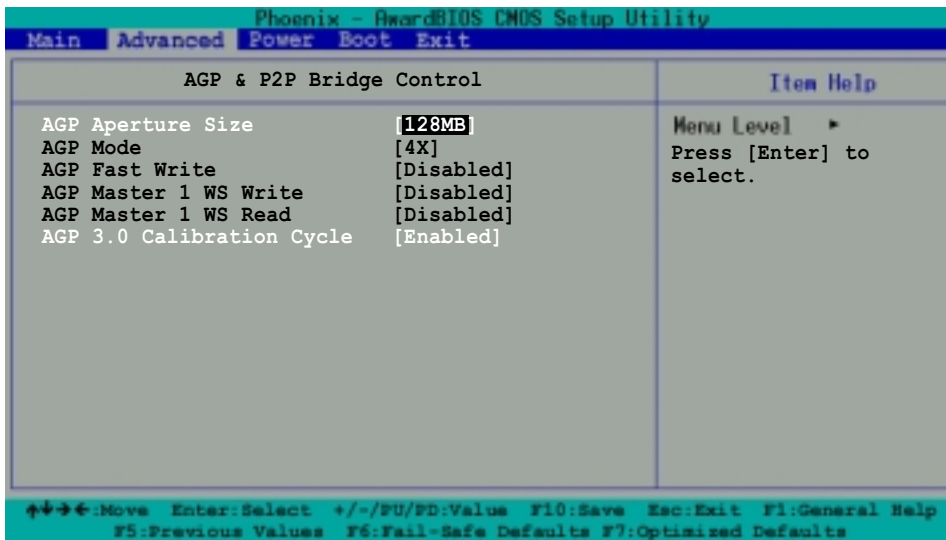 Phoenix - AwardBIOS CMOS Setup Utility
Main Advanced Power Boot Exit
AGP & P2P Bridge Control
Item Help
AGP Aperture Size [128MB]
AGP Mode [4X]
AGP Fast Write [Disabled]
AGP Master 1 WS Write [Disabled]
AGP Master 1 WS Read [Disabled]
AGP 3.0 Calibration Cycle [Enabled]
Menu Level ►
Press [Enter] to
select.
↑↓→←:Move Enter:Select +/-/PU/PD:Value F10:Save Esc:Exit F1:General Help
F5:Previous Values F6:Fail-Safe Defaults F7:Optimized Defaults